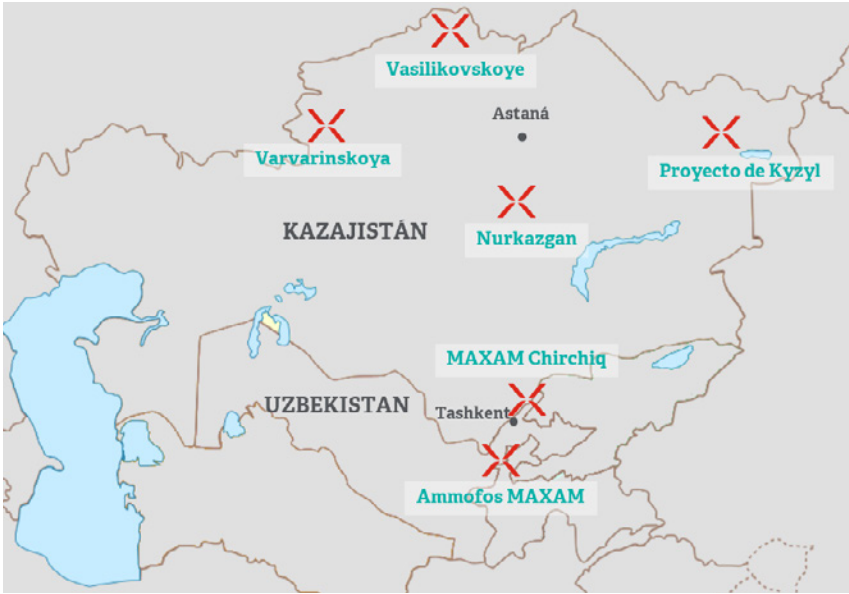 Vasilikovskoye
Astaná
Varvarinskoya
Proyecto de Kyzyl
KAZAJISTÁN
Nurkazgan
MAXAM Chirchiq
UZBEKISTAN
Tashkent
Ammofos MAXAM